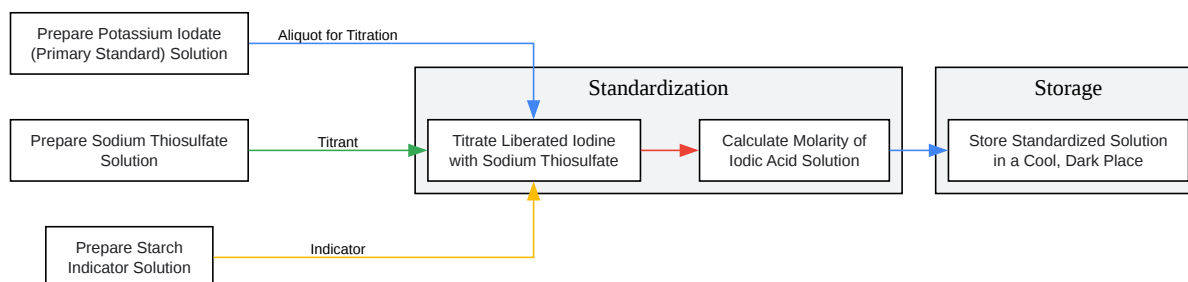 Prepare Potassium Iodate
(Primary Standard) Solution
Aliquot for Titration
Standardization
Storage
Prepare Sodium Thiosulfate
Solution
Titrant
Titrate Liberated Iodine
with Sodium Thiosulfate
Calculate Molarity of
Iodic Acid Solution
Store Standardized Solution
in a Cool, Dark Place
Prepare Starch
Indicator Solution
Indicator